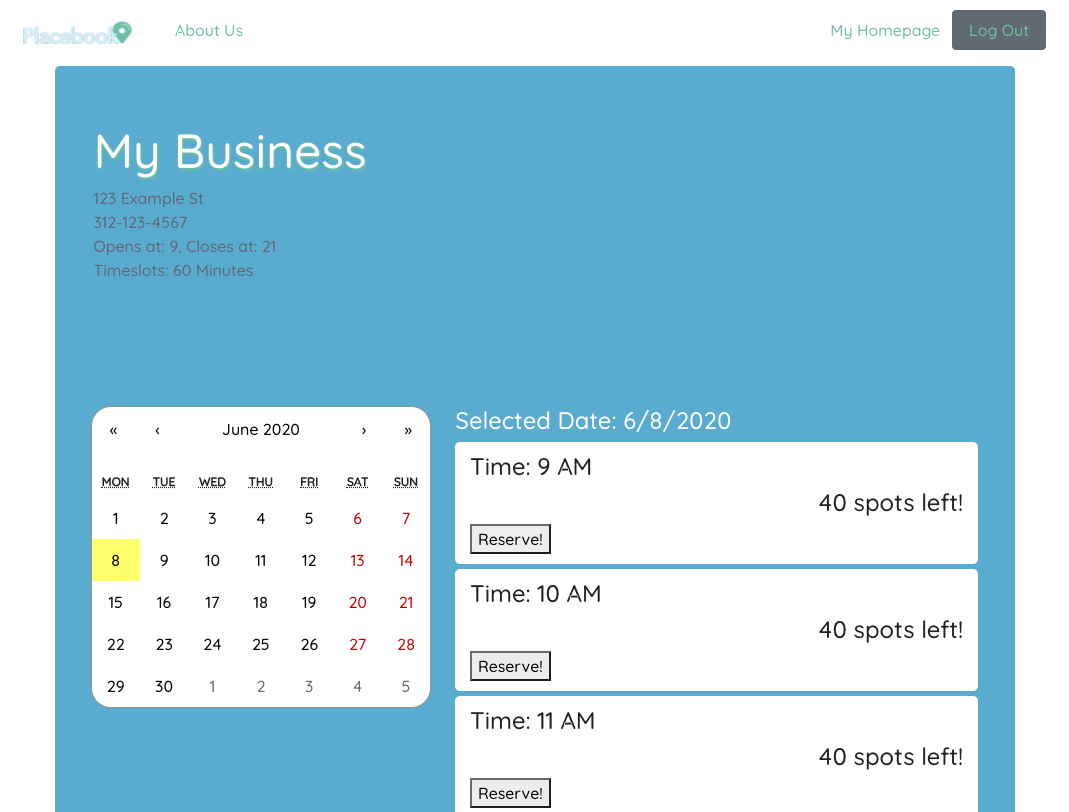 Placebook About Us My Homepage Log Out
My Business
123 Example St
312-123-4567
Opens at: 9, Closes at: 21
Timeslots: 60 Minutes
« ‹ June 2020 › »
MON TUE WED THU FRI SAT SUN
1 2 3 4 5 6 7
8 9 10 11 12 13 14
15 16 17 18 19 20 21
22 23 24 25 26 27 28
29 30 1 2 3 4 5
Selected Date: 6/8/2020
Time: 9 AM
40 spots left!
Reserve!
Time: 10 AM
40 spots left!
Reserve!
Time: 11 AM
40 spots left!
Reserve!